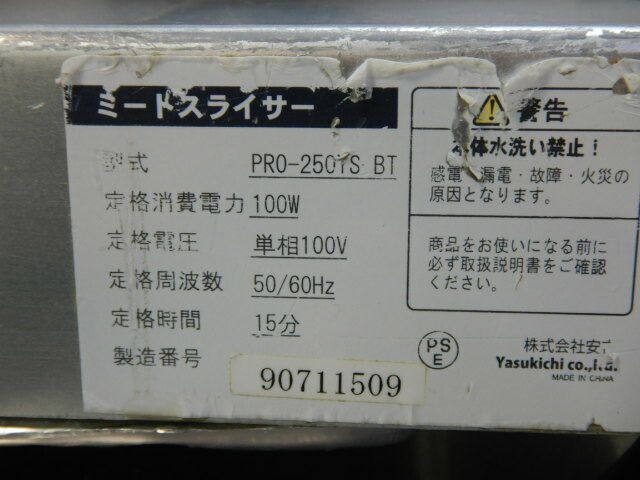 ミートスライサー
型式 PRO-250YS BT
定格消費電力 100W
定格電圧 単相100V
定格周波数 50/60Hz
定格時間 15分
製造番号 90711509
警告
本体水洗い禁止！
感電・漏電・故障・火災の
原因となります。
商品をお使いになる前に
必ず取扱説明書をご確認
ください。
PS
E
株式会社安
Yasukichi co.,Ltd.
MADE IN CHINA